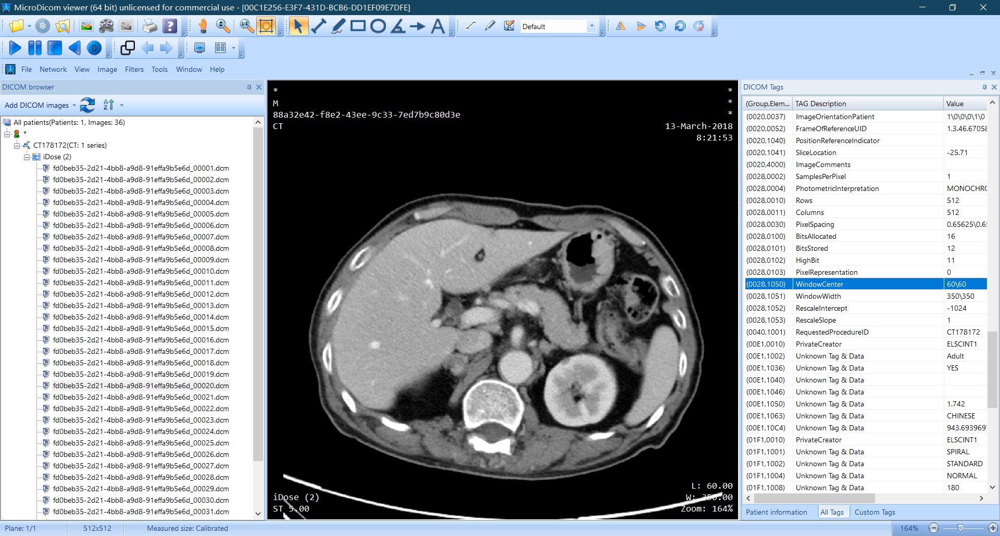 MicroDicom viewer (64 bit) unlicensed for commercial use - [00C1E256-E3F7-431D-BCB6-DD1EF09E7DFE]
1:1
A
Default
0
File Network View Image Filters Tools Window Help
DICOM browser
Add DICOM images
All patients(Patients: 1, Images: 36)
*
CT178172(CT: 1 series)
iDose (2)
fd0beb35-2d21-4bb8-a9d8-91effa9b5e6d_00001.dcm
fd0beb35-2d21-4bb8-a9d8-91effa9b5e6d_00002.dcm
fd0beb35-2d21-4bb8-a9d8-91effa9b5e6d_00003.dcm
fd0beb35-2d21-4bb8-a9d8-91effa9b5e6d_00004.dcm
fd0beb35-2d21-4bb8-a9d8-91effa9b5e6d_00005.dcm
fd0beb35-2d21-4bb8-a9d8-91effa9b5e6d_00006.dcm
fd0beb35-2d21-4bb8-a9d8-91effa9b5e6d_00007.dcm
fd0beb35-2d21-4bb8-a9d8-91effa9b5e6d_00008.dcm
fd0beb35-2d21-4bb8-a9d8-91effa9b5e6d_00009.dcm
fd0beb35-2d21-4bb8-a9d8-91effa9b5e6d_00010.dcm
fd0beb35-2d21-4bb8-a9d8-91effa9b5e6d_00011.dcm
fd0beb35-2d21-4bb8-a9d8-91effa9b5e6d_00012.dcm
fd0beb35-2d21-4bb8-a9d8-91effa9b5e6d_00013.dcm
fd0beb35-2d21-4bb8-a9d8-91effa9b5e6d_00014.dcm
fd0beb35-2d21-4bb8-a9d8-91effa9b5e6d_00015.dcm
fd0beb35-2d21-4bb8-a9d8-91effa9b5e6d_00016.dcm
fd0beb35-2d21-4bb8-a9d8-91effa9b5e6d_00017.dcm
fd0beb35-2d21-4bb8-a9d8-91effa9b5e6d_00018.dcm
fd0beb35-2d21-4bb8-a9d8-91effa9b5e6d_00019.dcm
fd0beb35-2d21-4bb8-a9d8-91effa9b5e6d_00020.dcm
fd0beb35-2d21-4bb8-a9d8-91effa9b5e6d_00021.dcm
fd0beb35-2d21-4bb8-a9d8-91effa9b5e6d_00022.dcm
fd0beb35-2d21-4bb8-a9d8-91effa9b5e6d_00023.dcm
fd0beb35-2d21-4bb8-a9d8-91effa9b5e6d_00024.dcm
fd0beb35-2d21-4bb8-a9d8-91effa9b5e6d_00025.dcm
fd0beb35-2d21-4bb8-a9d8-91effa9b5e6d_00026.dcm
fd0beb35-2d21-4bb8-a9d8-91effa9b5e6d_00027.dcm
fd0beb35-2d21-4bb8-a9d8-91effa9b5e6d_00028.dcm
fd0beb35-2d21-4bb8-a9d8-91effa9b5e6d_00029.dcm
fd0beb35-2d21-4bb8-a9d8-91effa9b5e6d_00030.dcm
fd0beb35-2d21-4bb8-a9d8-91effa9b5e6d_00031.dcm
*
M
88a32e42-f8e2-43ee-9c33-7ed7b9c80d3e
CT
*
*
*
13-March-2018
8:21:53
iDose (2)
ST 5.00
L: 60.00
W: 350.00
Zoom: 164%
DICOM Tags
(Group,Elem... TAG Description Value
(0020,0037) ImageOrientationPatient 1\0\0\0\1\0
(0020,0052) FrameOfReferenceUID 1.3.46.67058
(0020,1040) PositionReferenceIndicator
(0020,1041) SliceLocation -25.71
(0020,4000) ImageComments
(0028,0002) SamplesPerPixel 1
(0028,0004) PhotometricInterpretation MONOCHRO
(0028,0010) Rows 512
(0028,0011) Columns 512
(0028,0030) PixelSpacing 0.65625\0.65
(0028,0100) BitsAllocated 16
(0028,0101) BitsStored 12
(0028,0102) HighBit 11
(0028,0103) PixelRepresentation 0
(0028,1050) WindowCenter 60\60
(0028,1051) WindowWidth 350\350
(0028,1052) RescaleIntercept -1024
(0028,1053) RescaleSlope 1
(0040,1001) RequestedProcedureID CT178172
(00E1,0010) PrivateCreator ELSCINT1
(00E1,1002) Unknown Tag & Data Adult
(00E1,1036) Unknown Tag & Data YES
(00E1,1040) Unknown Tag & Data
(00E1,1046) Unknown Tag & Data
(00E1,1050) Unknown Tag & Data 1.742
(00E1,1063) Unknown Tag & Data CHINESE
(00E1,10C4) Unknown Tag & Data 943.693969
(01F1,0010) PrivateCreator ELSCINT1
(01F1,1001) Unknown Tag & Data SPIRAL
(01F1,1002) Unknown Tag & Data STANDARD
(01F1,1004) Unknown Tag & Data NORMAL
(01F1,1008) Unknown Tag & Data 180
Patient information All Tags Custom Tags
Plane: 1/1 512x512 Measured size: Calibrated 164%